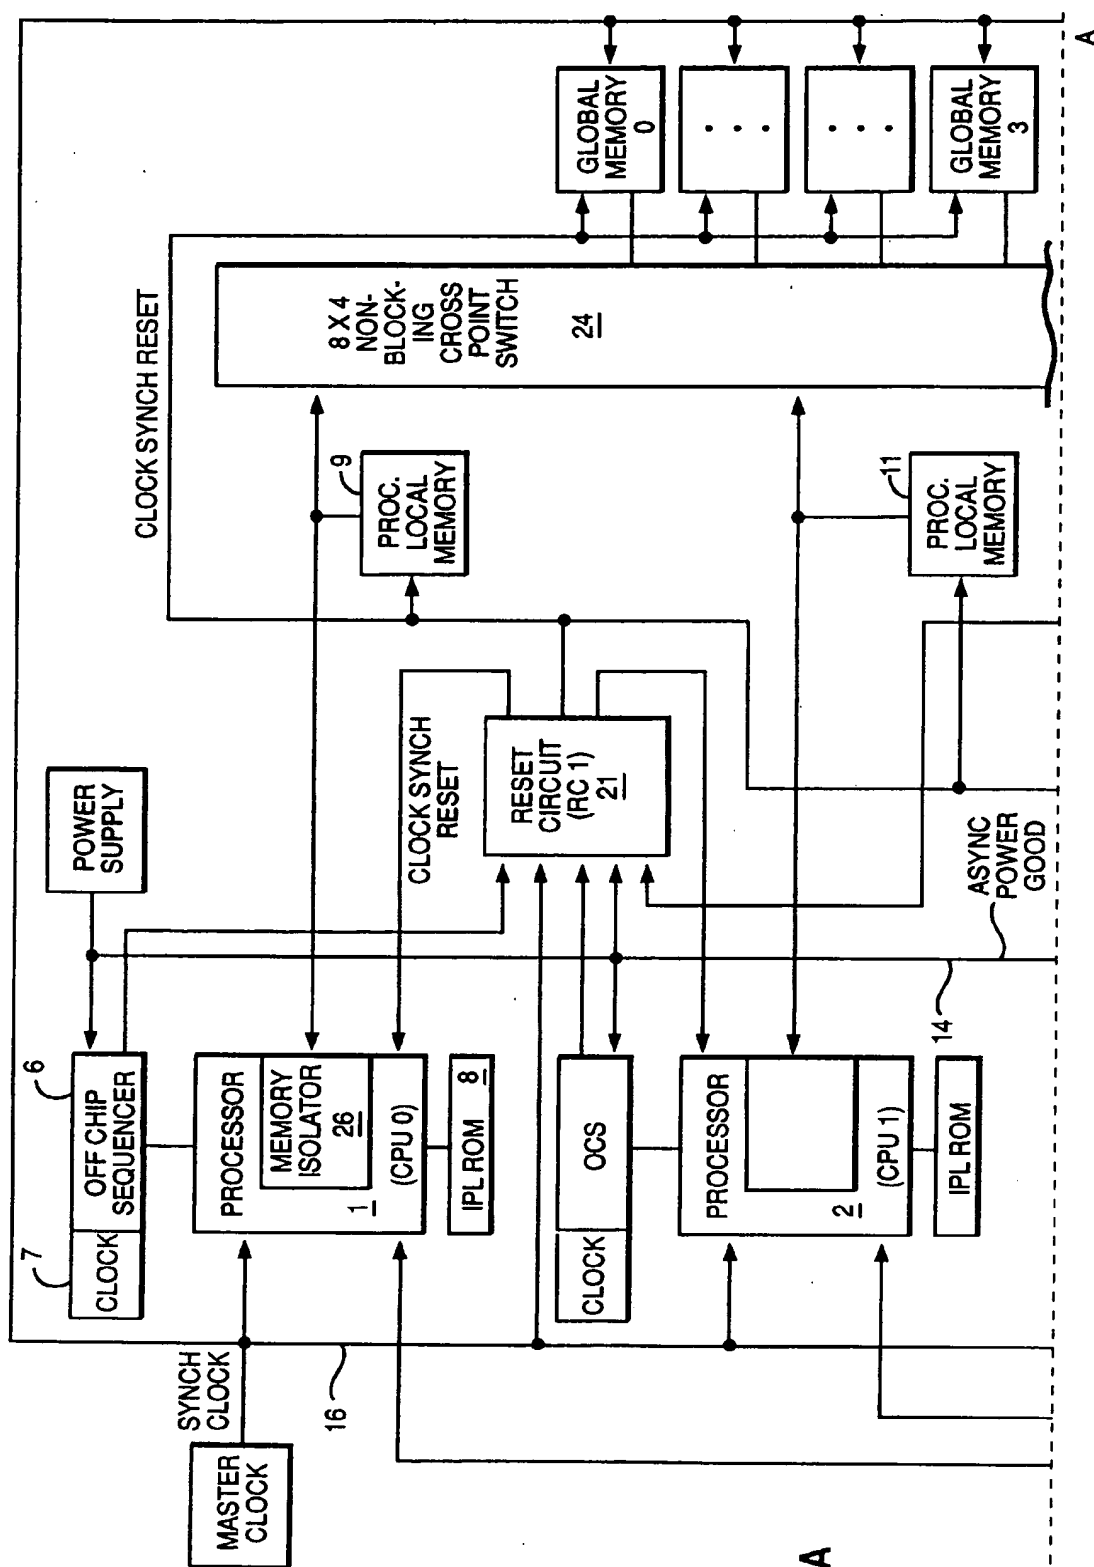 MASTER
CLOCK
SYNCH
CLOCK
16
7
CLOCK
6
OFF CHIP
SEQUENCER
POWER
SUPPLY
PROCESSOR
MEMORY
ISOLATOR
26
1
(CPU 0)
IPL ROM 8
CLOCK SYNCH
RESET
CLOCK SYNCH RESET
9
PROC.
LOCAL
MEMORY
8 X 4
NON-
BLOCK-
ING
CROSS
POINT
SWITCH
24
RESET
CIRCUIT
(RC 1)
21
CLOCK
OCS
PROCESSOR
2
(CPU 1)
IPL ROM
14
ASYNC
POWER
GOOD
11
PROC.
LOCAL
MEMORY
GLOBAL
MEMORY
0
. . .
. . .
GLOBAL
MEMORY
3
A
A